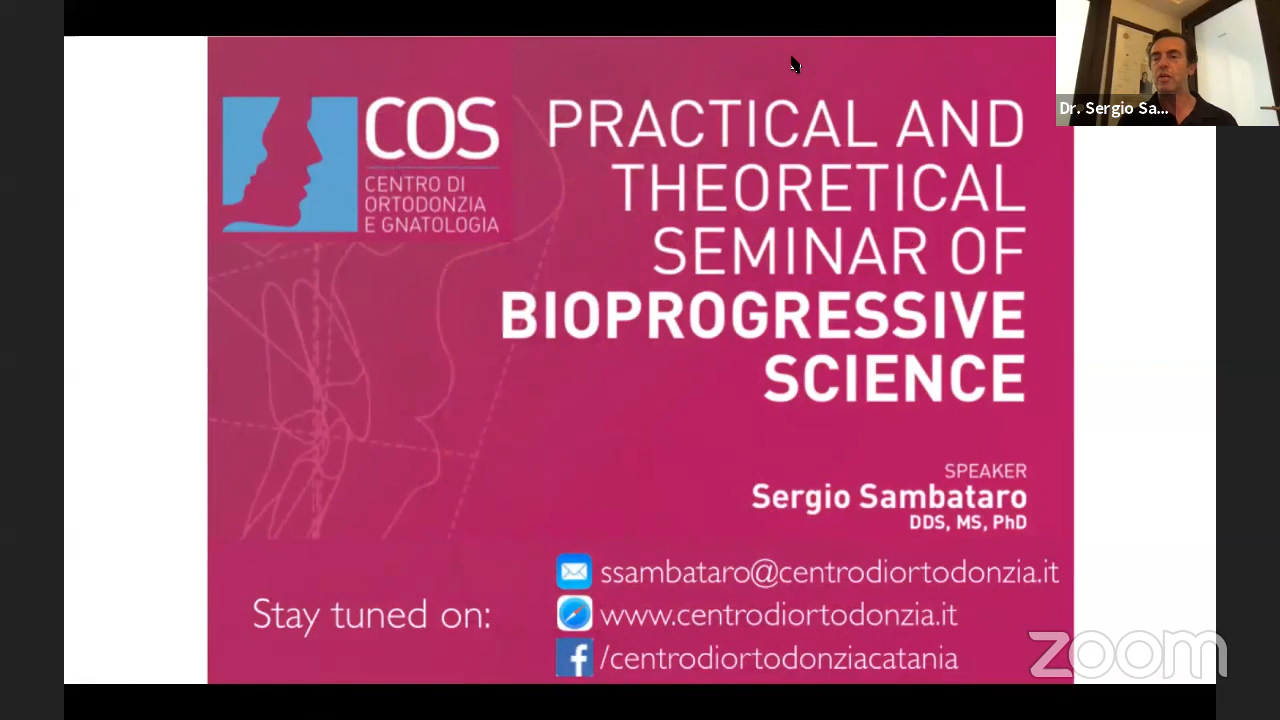 COS
CENTRO DI
ORTODONZIA
E GNATOLOGIA
PRACTICAL AND
THEORETICAL
SEMINAR OF
BIOPROGRESSIVE
SCIENCE
SPEAKER
Sergio Sambataro
DDS, MS, PhD
Stay tuned on:
ssambataro@centrodiortodonzia.it
www.centrodiortodonzia.it
/centrodiortodonziacatania
Dr. Sergio Sa...
zoom